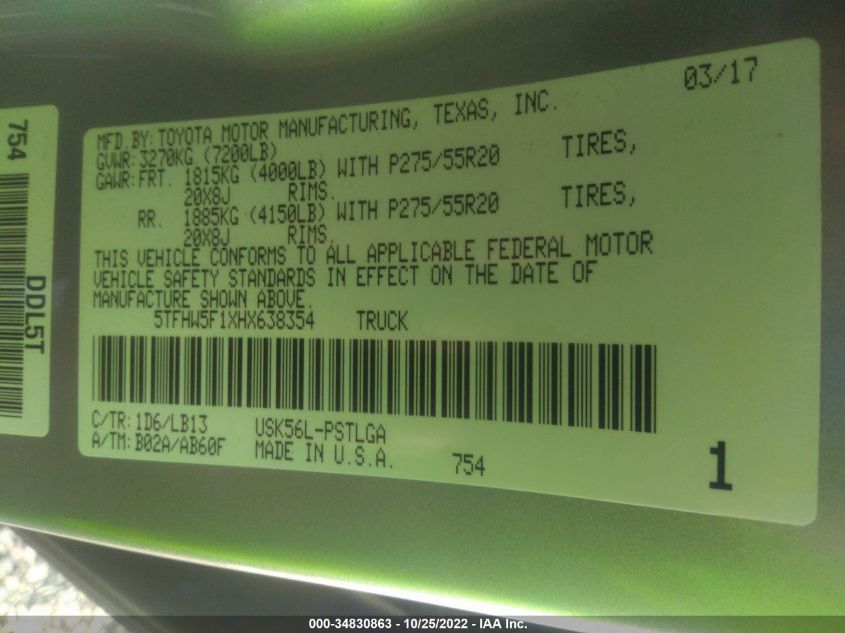 03/17
MFD.BY:TOYOTA MOTOR MANUFACTURING, TEXAS, INC.
GVWR:3270KG (7200LB)
GAWR:FRT. 1815KG (4000LB) WITH P275/55R20 TIRES,
20X8J RIMS.
RR. 1885KG (4150LB) WITH P275/55R20 TIRES,
20X8J RIMS.
THIS VEHICLE CONFORMS TO ALL APPLICABLE FEDERAL MOTOR
VEHICLE SAFETY STANDARDS IN EFFECT ON THE DATE OF
MANUFACTURE SHOWN ABOVE.
5TFHW5F1XHX638354 TRUCK
C/TR:1D6/LB13 USK56L-PSTLGA
A/TM:B02A/AB60F MADE IN U.S.A. 754
1
754
DDL5T
000-34830863 - 10/25/2022 - IAA Inc.